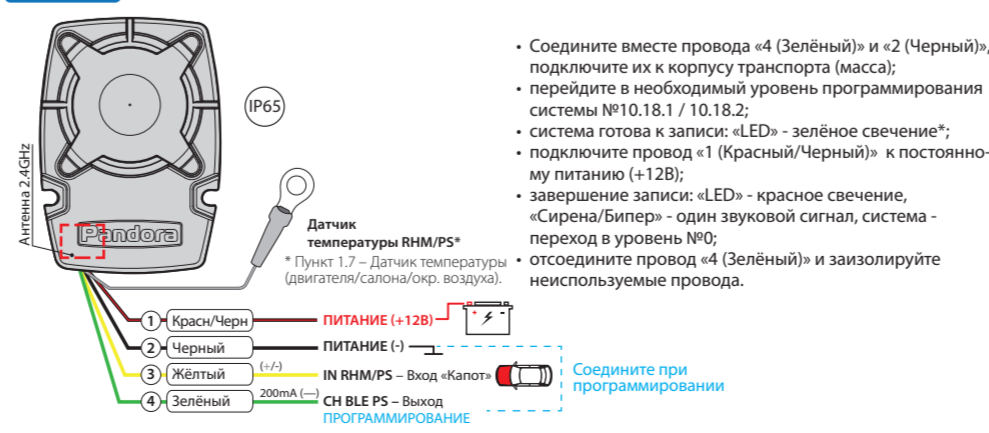 • Соедините вместе провода «4 (Зелёный)» и «2 (Черный)»,
подключите их к корпусу транспорта (масса);
• перейдите в необходимый уровень программирования
системы №10.18.1 / 10.18.2;
• система готова к записи: «LED» - зелёное свечение*;
• подключите провод «1 (Красный/Черный)» к постоянно-
му питанию (+12В);
• завершение записи: «LED» - красное свечение,
«Сирена/Бипер» - один звуковой сигнал, система -
переход в уровень №0;
• отсоедините провод «4 (Зелёный)» и заизолируйте
неиспользуемые провода.
IP65
Антенна 2.4GHz
Pandora
Датчик
температуры RHM/PS*
* Пункт 1.7 – Датчик температуры
(двигателя/салона/окр. воздуха).
1 Красн/Черн ПИТАНИЕ (+12В) + -
2 Черный ПИТАНИЕ (-)
3 Жёлтый (+/-) IN RHM/PS – Вход «Капот»
4 Зелёный 200mA (—) CH BLE PS – Выход
ПРОГРАММИРОВАНИЕ
Соедините при
программировании